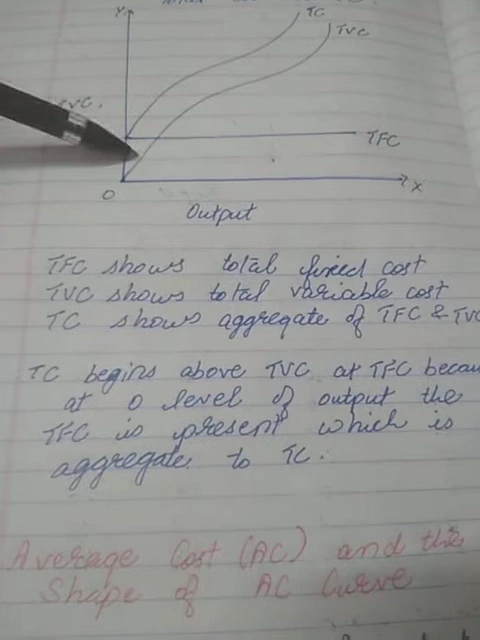 Y
TC
TVC
TFC
O
X
Output
TFC shows total fixed cost
TVC shows total variable cost
TC shows aggregate of TFC & TVC
TC begins above TVC at TFC becau
at 0 level of output the
TFC is present which is
aggregate to TC.
Average Cost (AC) and the
Shape of AC Curve